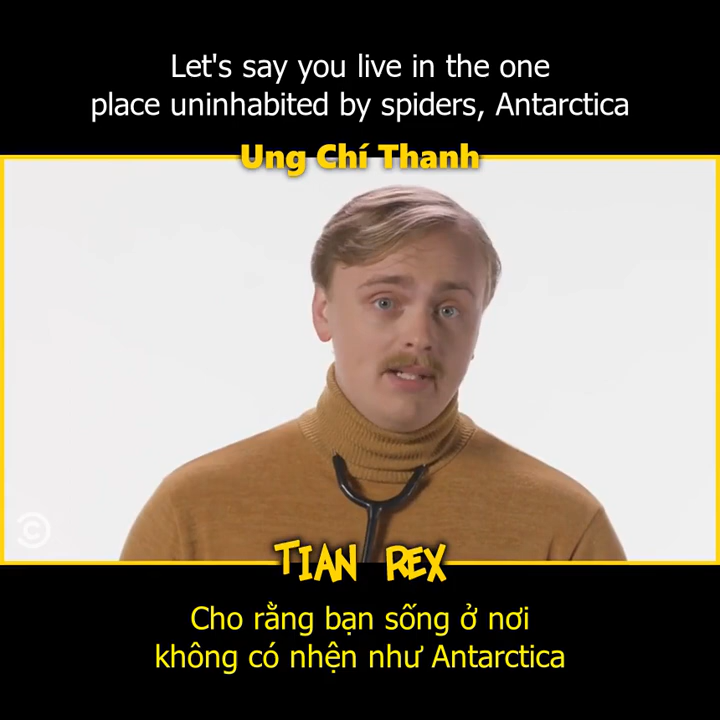 Let's say you live in the one
place uninhabited by spiders, Antarctica
Ung Chí Thanh
TIAN REX
Cho rằng bạn sống ở nơi
không có nhện như Antarctica